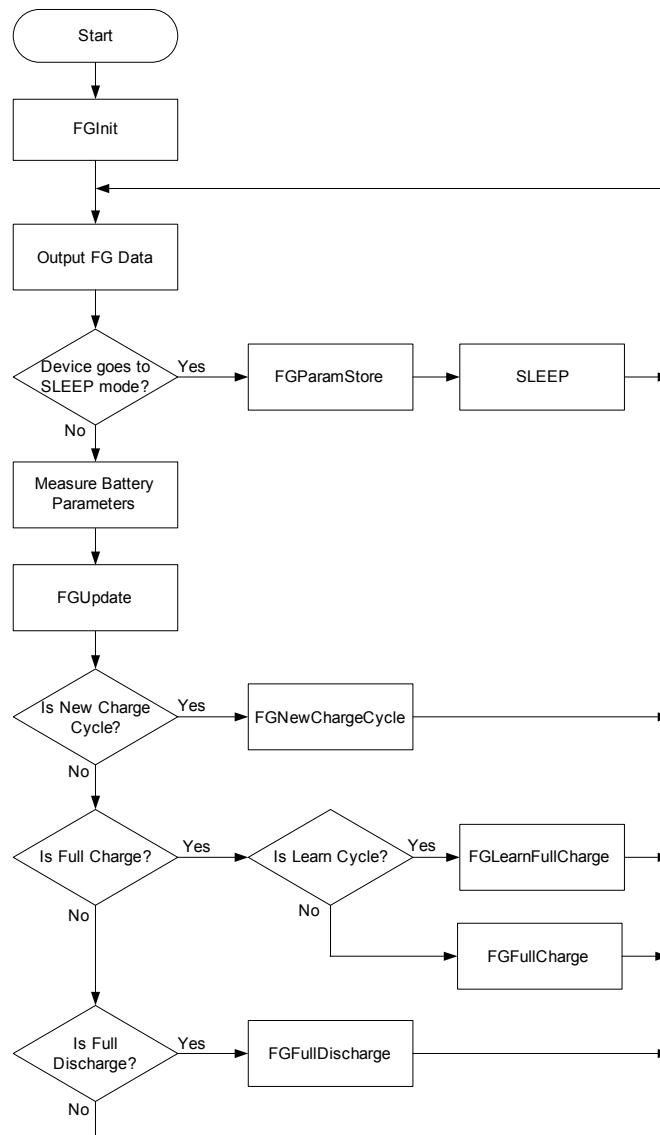 Start
FGInit
Output FG Data
Device goes to
SLEEP mode?
Yes
FGParamStore
SLEEP
No
Measure Battery
Parameters
FGUpdate
Is New Charge
Cycle?
Yes
FGNewChargeCycle
No
Is Full Charge?
Yes
Is Learn Cycle?
Yes
FGLearnFullCharge
No
No
FGFullCharge
Is Full
Discharge?
Yes
FGFullDischarge
No